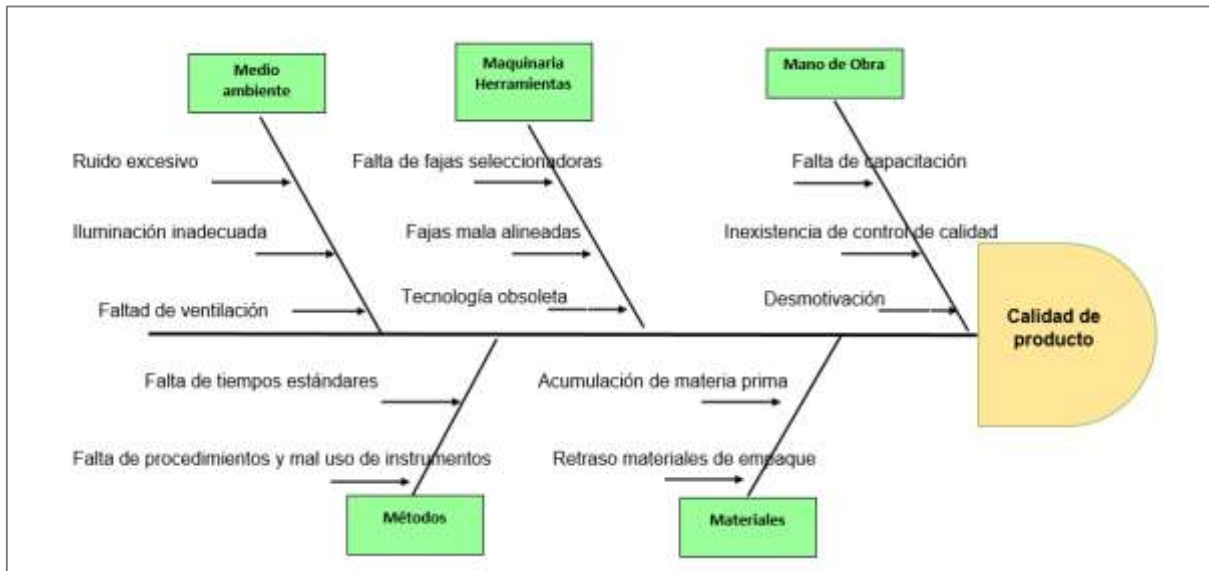 Medio
ambiente
Maquinaria
Herramientas
Mano de Obra
Ruido excesivo
Falta de fajas seleccionadoras
Falta de capacitación
Iluminación inadecuada
Fajas mala alineadas
Inexistencia de control de calidad
Faltad de ventilación
Tecnología obsoleta
Desmotivación
Calidad de
producto
Falta de tiempos estándares
Acumulación de materia prima
Falta de procedimientos y mal uso de instrumentos
Retraso materiales de empaque
Métodos
Materiales